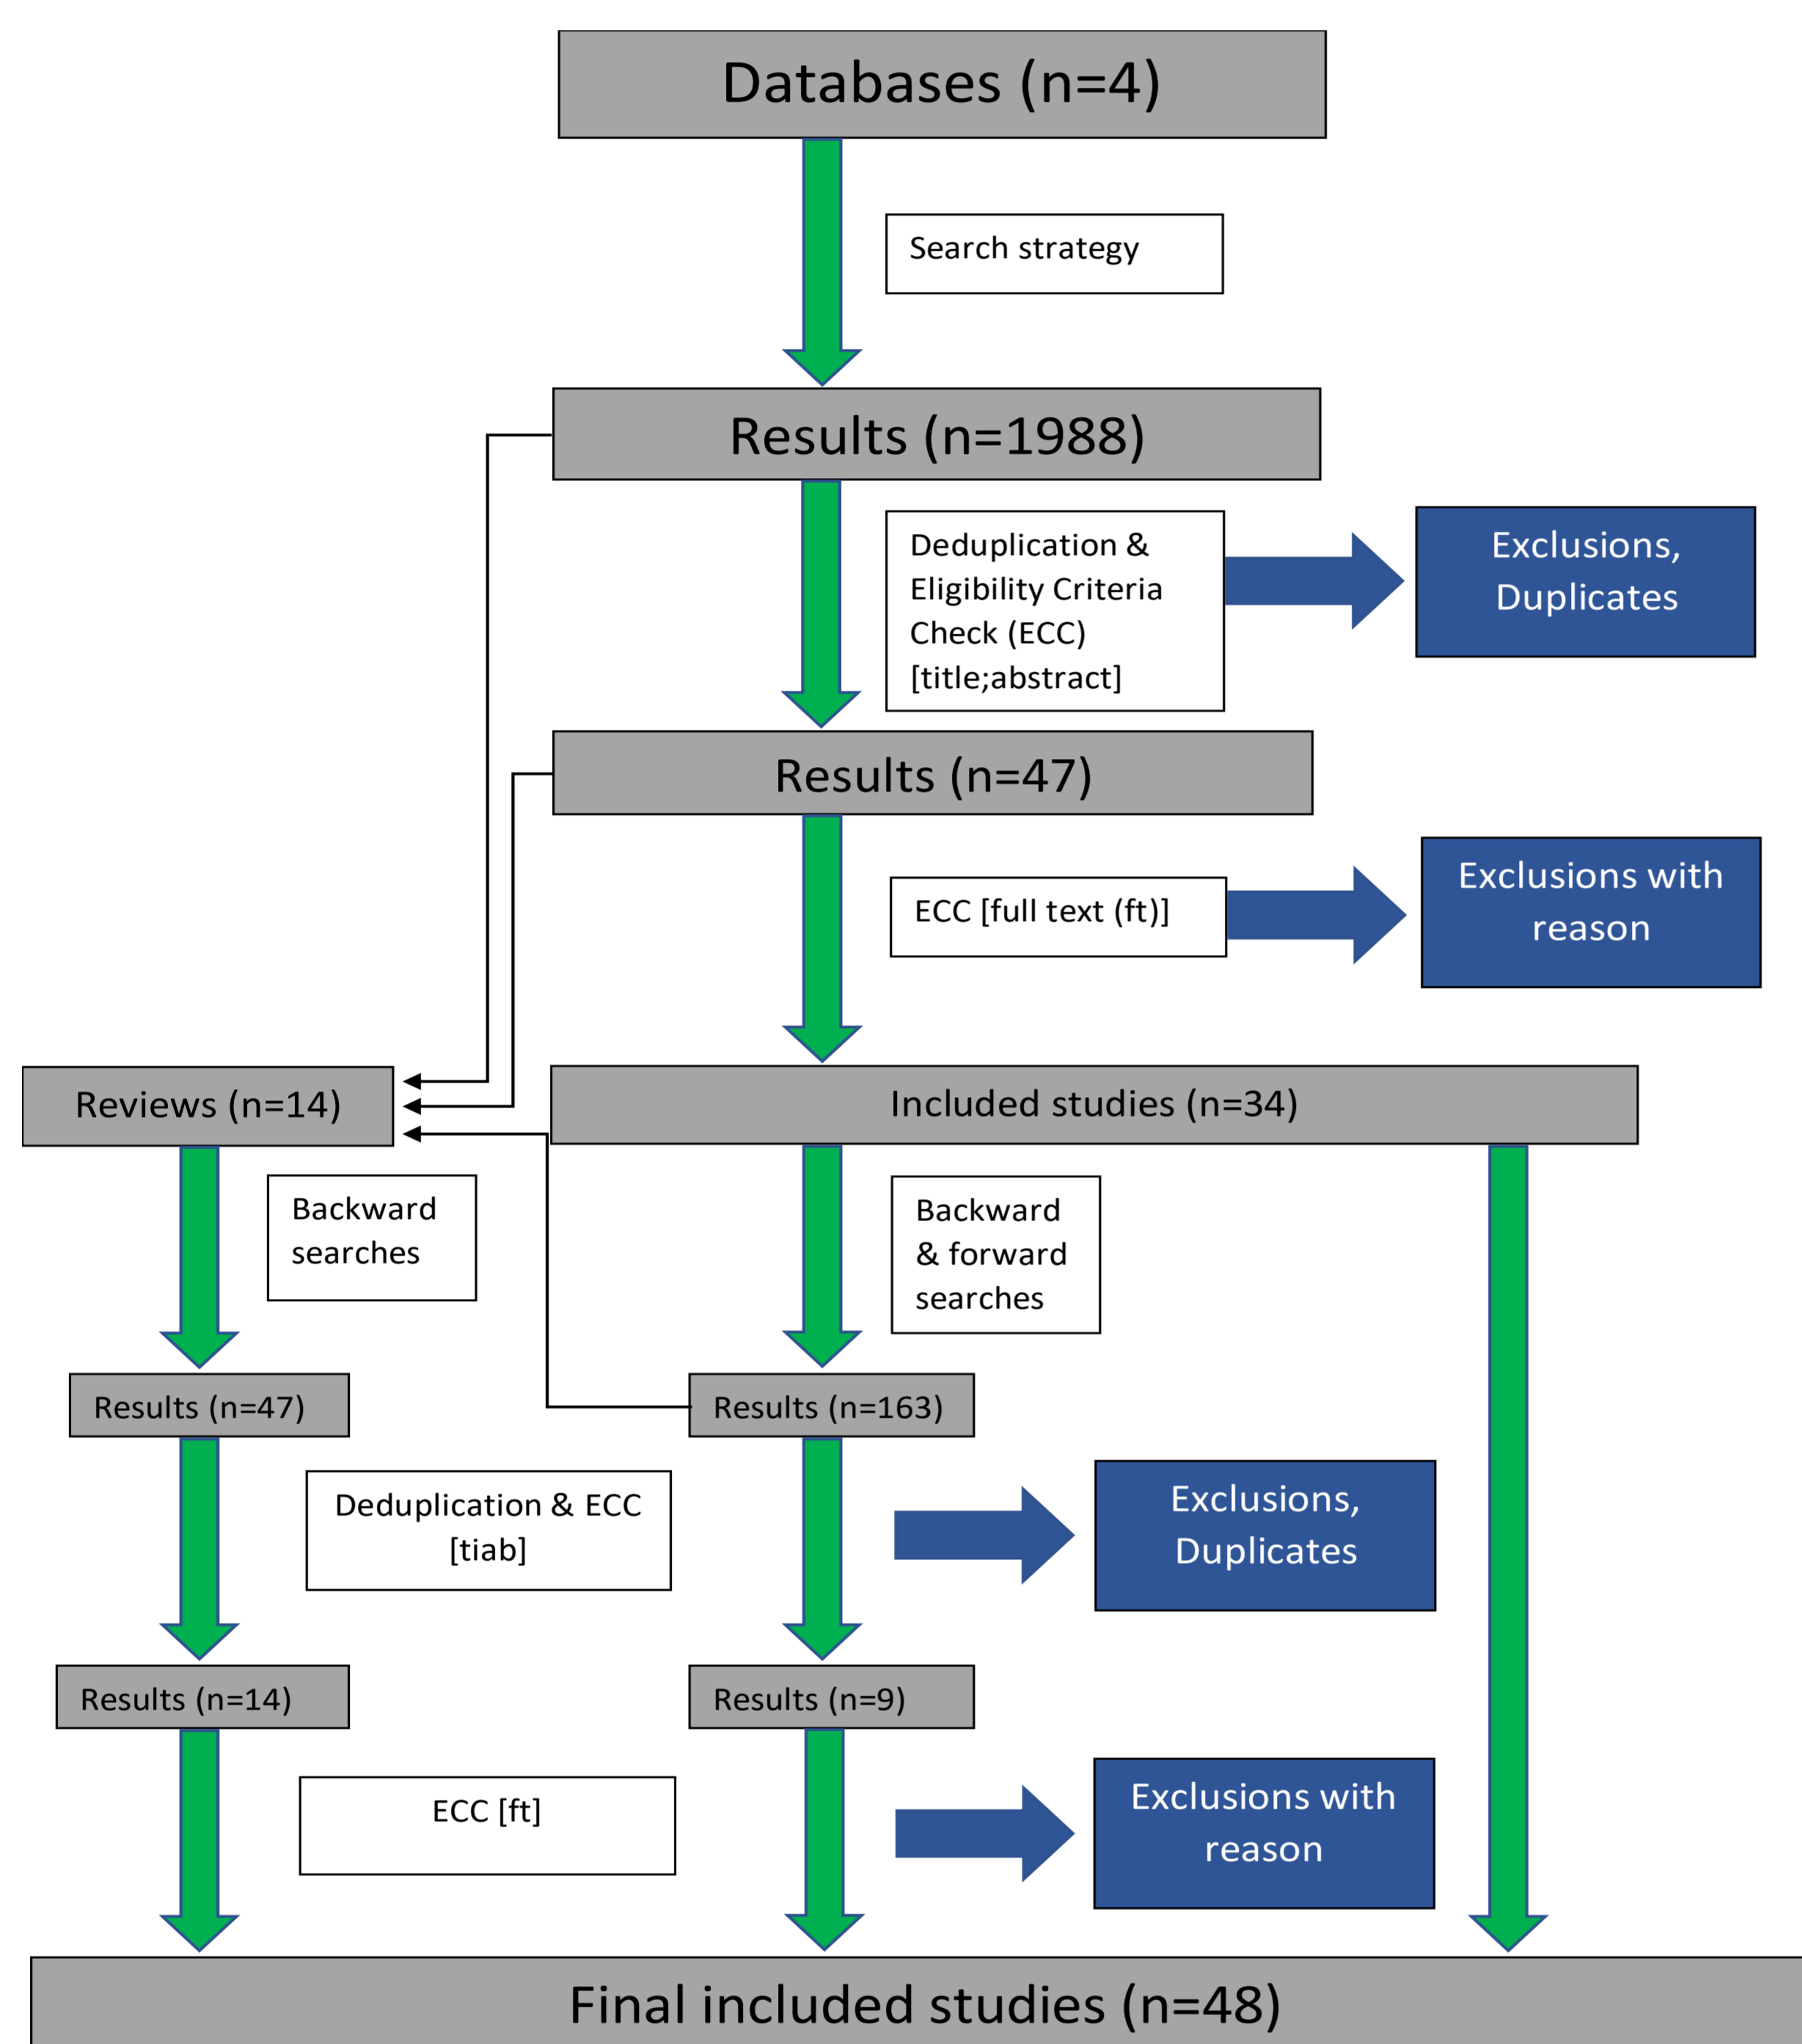 Databases (n=4)
Search strategy
Results (n=1988)
Deduplication &
Eligibility Criteria
Check (ECC)
[title;abstract]
Exclusions,
Duplicates
Results (n=47)
ECC [full text (ft)]
Exclusions with
reason
Reviews (n=14)
Included studies (n=34)
Backward
searches
Backward
& forward
searches
Results (n=47)
Results (n=163)
Deduplication & ECC
[tiab]
Exclusions,
Duplicates
Results (n=14)
Results (n=9)
ECC [ft]
Exclusions with
reason
Final included studies (n=48)